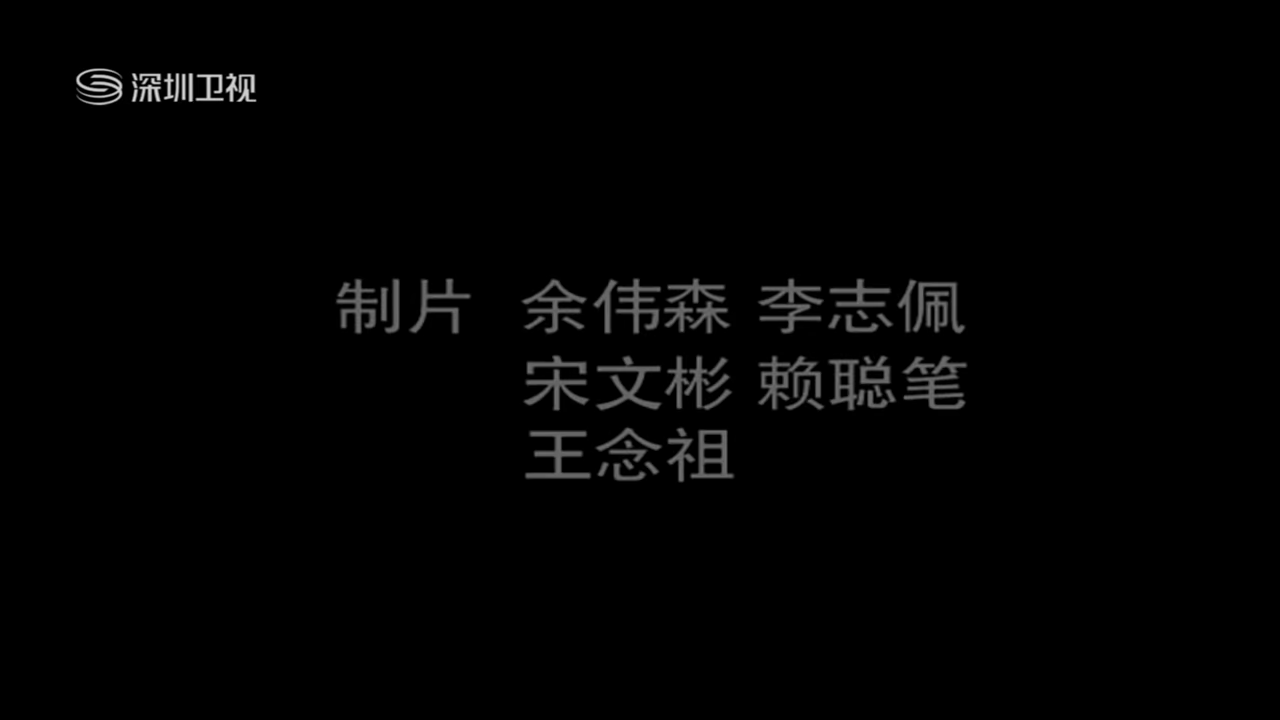 深圳卫视
制片 余伟森 李志佩
宋文彬 赖聪笔
王念祖